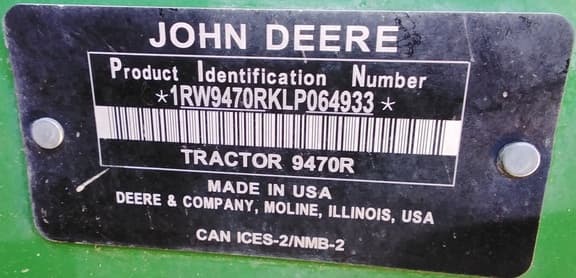 JOHN DEERE
Product Identification Number
*1RW9470RKLP064933*
TRACTOR 9470R
MADE IN USA
DEERE & COMPANY, MOLINE, ILLINOIS, USA
CAN ICES-2/NMB-2